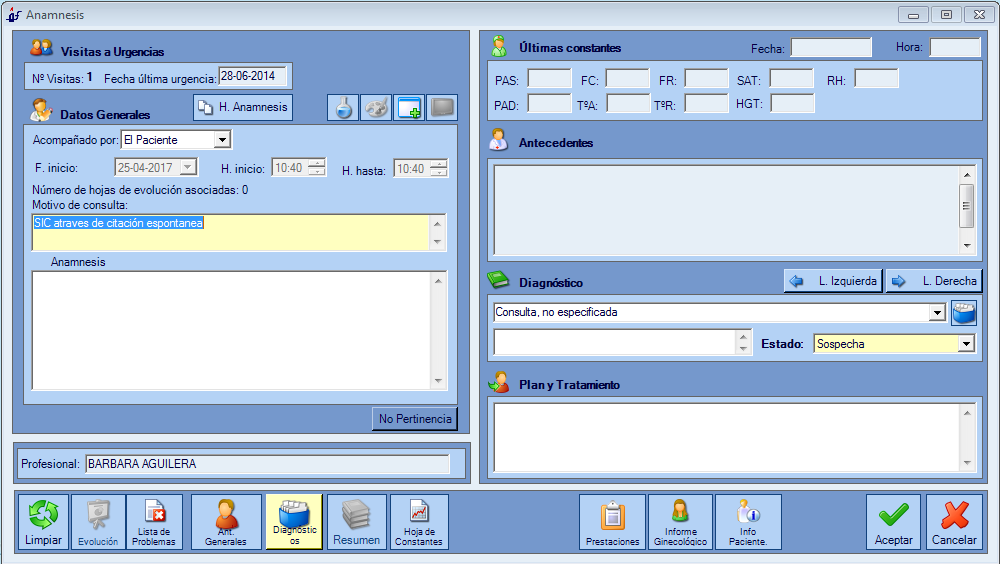 Anamnesis
Visitas a Urgencias
Nº Visitas: 1 Fecha última urgencia: 28-06-2014
Datos Generales
H. Anamnesis
Acompañado por: El Paciente
F. inicio: 25-04-2017 H. inicio: 10:40 H. hasta: 10:40
Número de hojas de evolución asociadas: 0
Motivo de consulta:
SIC atraves de citación espontanea
Anamnesis
No Pertinencia
Profesional: BARBARA AGUILERA
Últimas constantes Fecha: Hora:
PAS: FC: FR: SAT: RH:
PAD: TºA: TºR: HGT:
Antecedentes
Diagnóstico
L. Izquierda L. Derecha
Consulta, no especificada
Estado: Sospecha
Plan y Tratamiento
Limpiar
Evolución
Lista de
Problemas
Ant.
Generales
Diagnóstic
os
Resumen
Hoja de
Constantes
Prestaciones
Informe
Ginecológico
Info
Paciente.
Aceptar
Cancelar